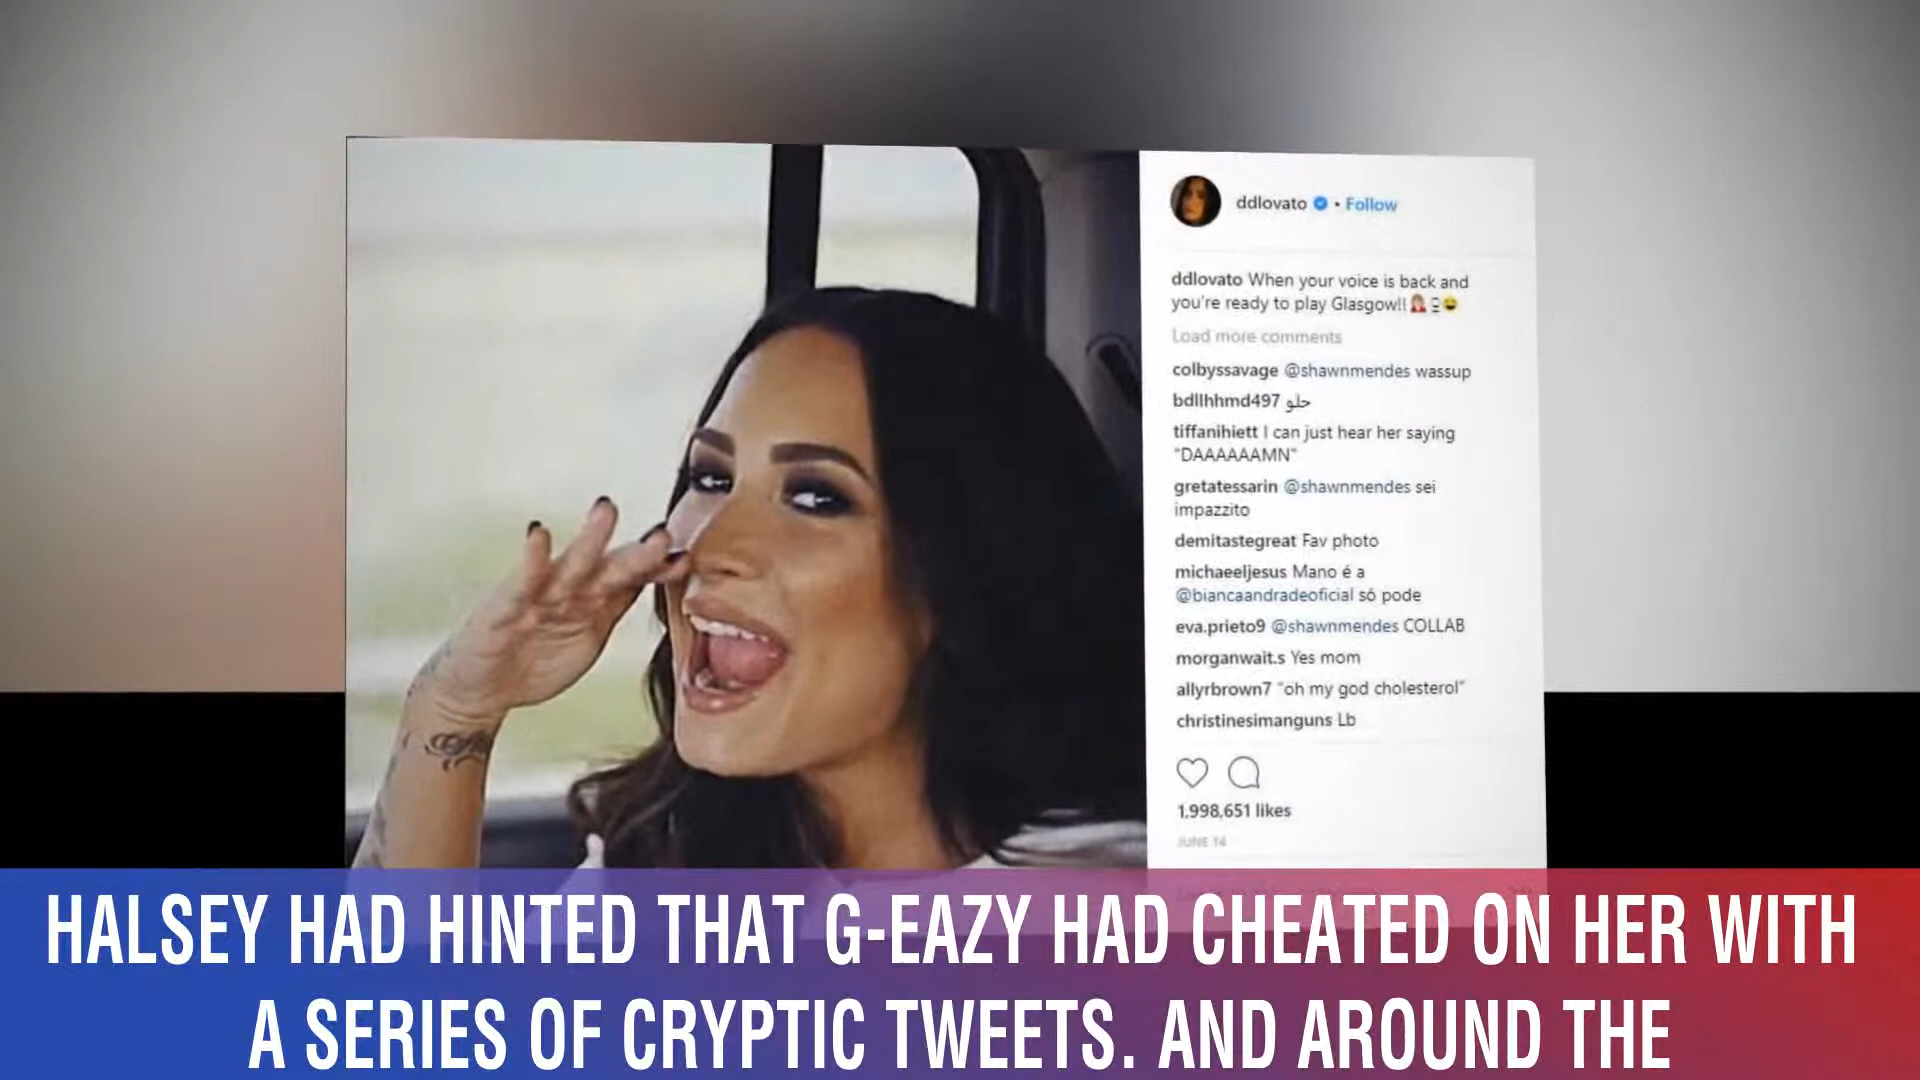 ddlovato • Follow
ddlovato When your voice is back and
you're ready to play Glasgow!!
Load more comments
colbyssavage @shawnmendes wassup
bdllhhmd497 حلو
tiffanihiett I can just hear her saying
"DAAAAAAMN"
gretatessarin @shawnmendes sei
impazzito
demitastegreat Fav photo
michaeeljesus Mano é a
@biancaandradeoficial só pode
eva.prieto9 @shawnmendes COLLAB
morganwait.s Yes mom
allyrbrown7 "oh my god cholesterol"
christinesimanguns Lb
1,998,651 likes
JUNE 14
HALSEY HAD HINTED THAT G-EAZY HAD CHEATED ON HER WITH
A SERIES OF CRYPTIC TWEETS. AND AROUND THE